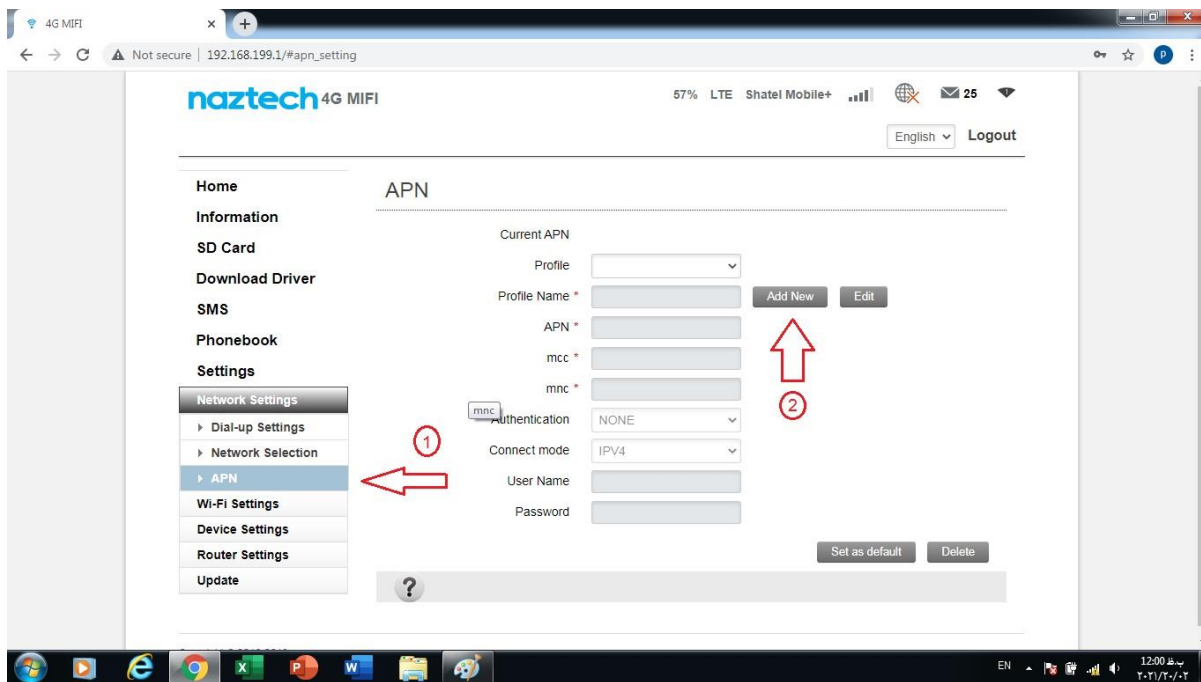 4G MIFI
Not secure | 192.168.199.1/#apn_setting
P
naztech 4G MIFI
57% LTE Shatel Mobile+ 25
English Logout
Home
Information
SD Card
Download Driver
SMS
Phonebook
Settings
Network Settings
Dial-up Settings
Network Selection
APN
Wi-Fi Settings
Device Settings
Router Settings
Update
APN
Current APN
Profile
Profile Name * Add New Edit
APN *
mcc *
mnc *
mnc
Authentication NONE
Connect mode IPV4
User Name
Password
1
2
Set as default Delete
?
EN
12:00 ب.ظ